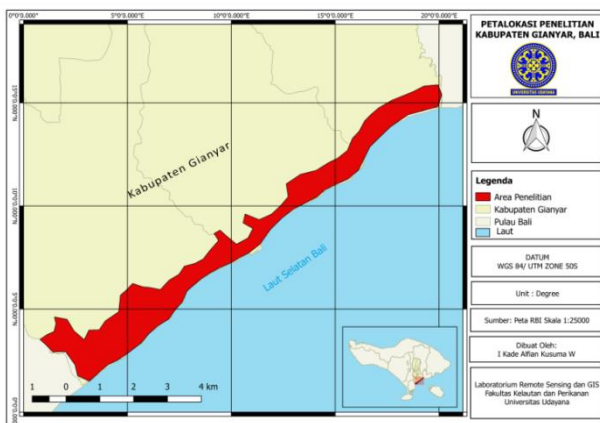 0°0'0.000" 5°0'0.000" 10°0'0.000" 15°0'0.000" 20°0'0.000"
Kabupaten Gianyar
Laut Selatan Bali
1 0 1 2 3 4 km
PETALOKASI PENELITIAN
KABUPATEN GIANYAR, BALI
UNIVERSITAS UDAYANA
N
Legenda
Area Penelitian
Kabupaten Gianyar
Pulau Bali
Laut
DATUM
WGS 84/ UTM ZONE 50S
Unit : Degree
Sumber: Peta RBI Skala 1:25000
Dibuat Oleh:
I Kade Alfian Kusuma W
Laboratorium Remote Sensing dan GIS
Fakultas Kelautan dan Perikanan
Universitas Udayana